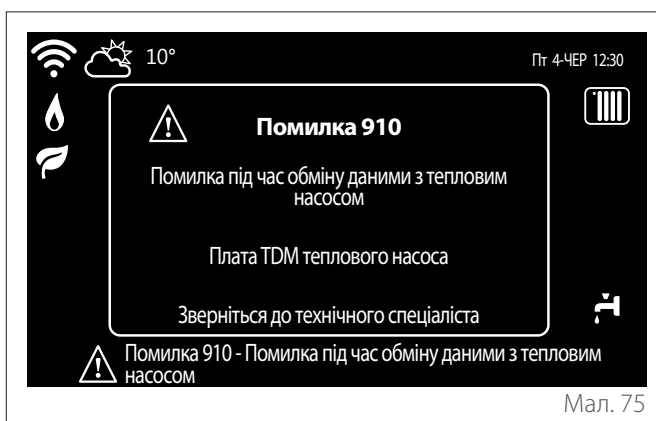 10°
Пт 4-ЧЕР 12:30
Помилка 910
Помилка під час обміну даними з тепловим
насосом
Плата TDM теплового насоса
Зверніться до технічного спеціаліста
Помилка 910 - Помилка під час обміну даними з тепловим
насосом
Мал. 75